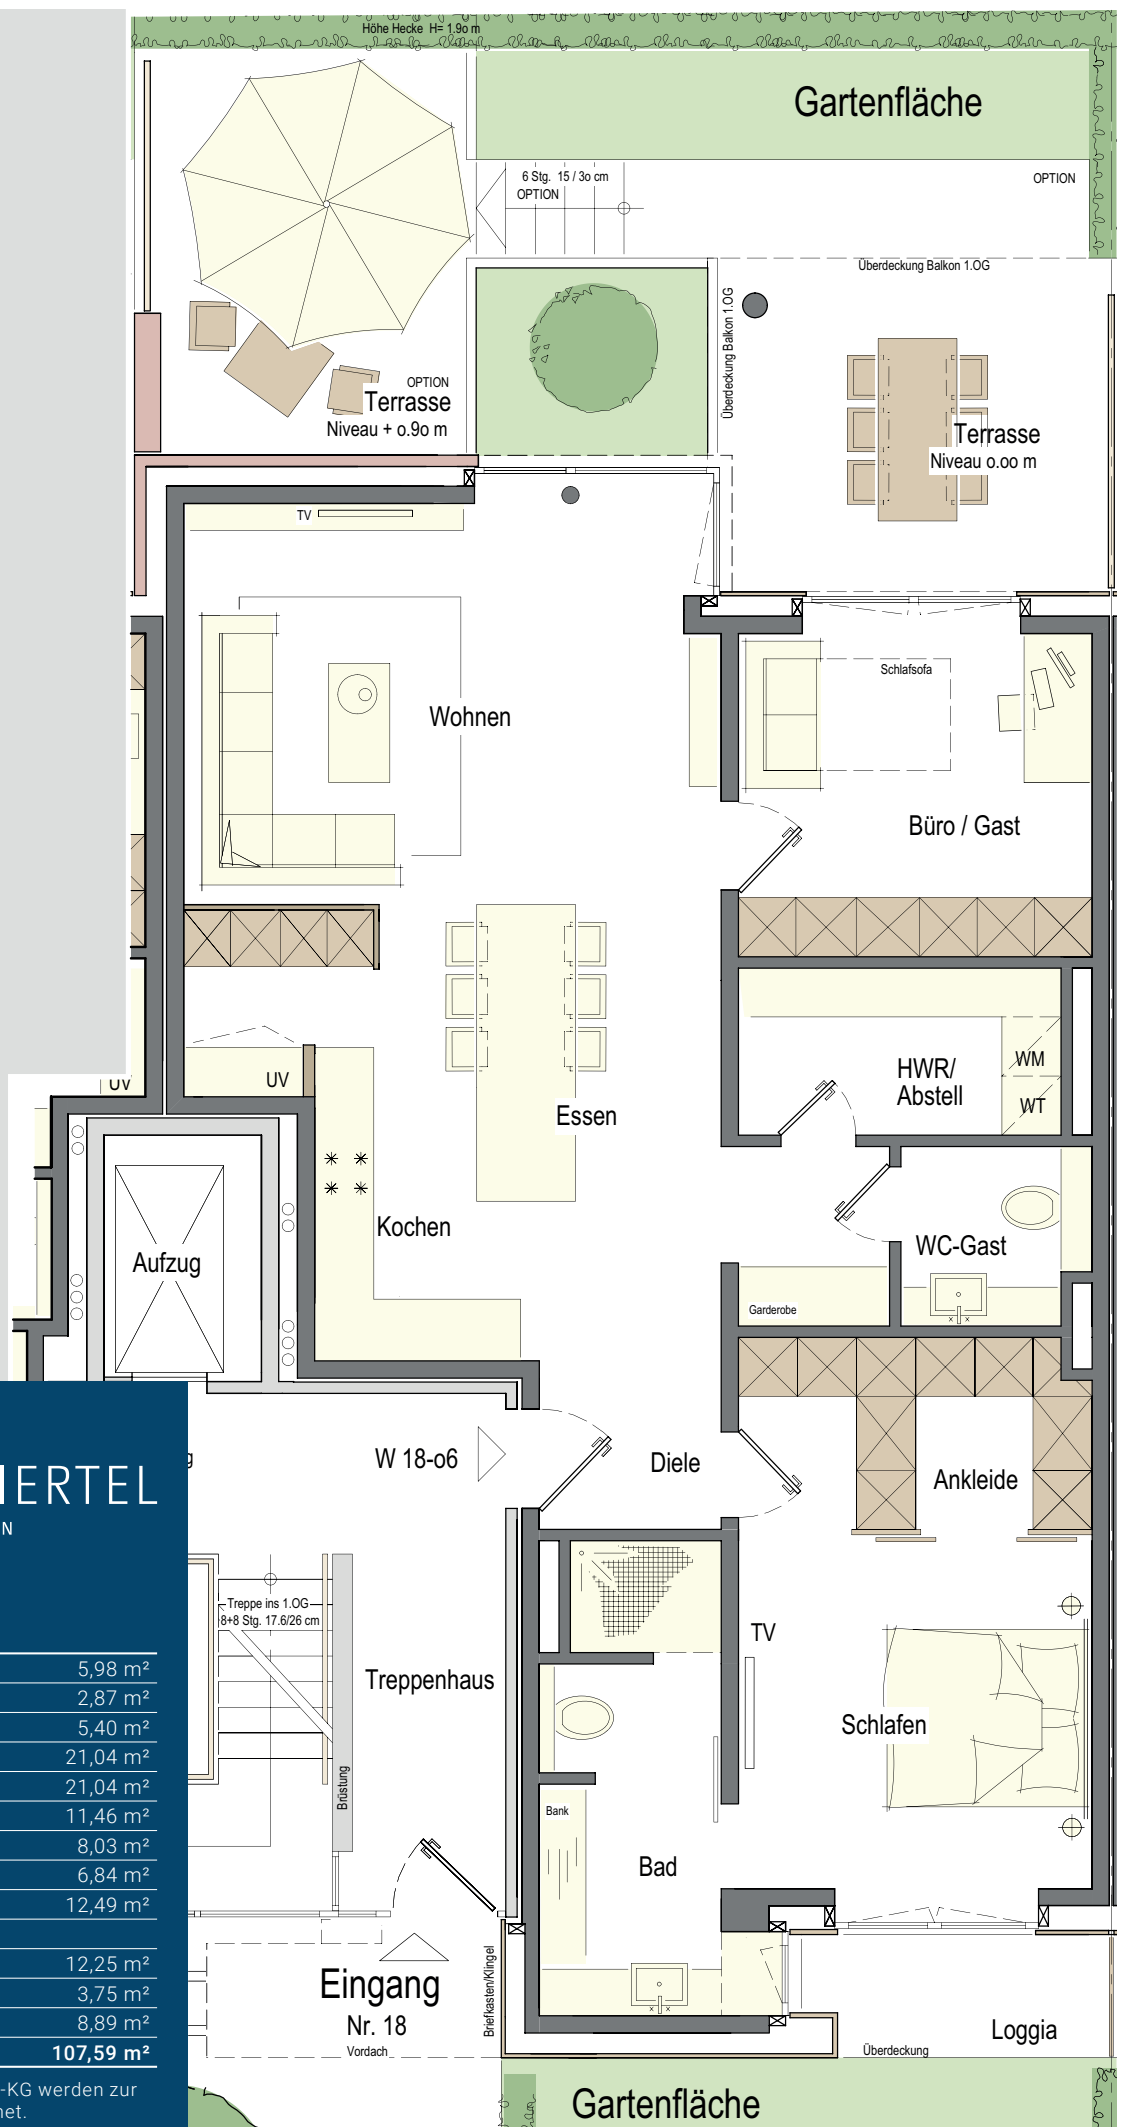 Höhe Hecke H= 1.9o m
Gartenfläche
6 Stg. 15 / 3o cm
OPTION
OPTION
Überdeckung Balkon 1.OG
Überdeckung Balkon 1.OG
OPTION
Terrasse
Niveau + o.9o m
Terrasse
Niveau o.oo m
TV
Schlafsofa
Wohnen
Büro / Gast
UV
UV
HWR/
Abstell
WM
WT
Essen
Kochen
Aufzug
WC-Gast
Garderobe
W 18-o6
Diele
Ankleide
ERTEL
N
Treppe ins 1.OG
8+8 Stg. 17.6/26 cm
TV
Treppenhaus
Schlafen
Brüstung
Bank
Bad
5,98 m²
2,87 m²
5,40 m²
21,04 m²
21,04 m²
11,46 m²
8,03 m²
6,84 m²
12,49 m²
12,25 m²
3,75 m²
8,89 m²
107,59 m²
-KG werden zur
net.
Eingang
Nr. 18
Vordach
Briefkasten/Klingel
Loggia
Überdeckung
Gartenfläche